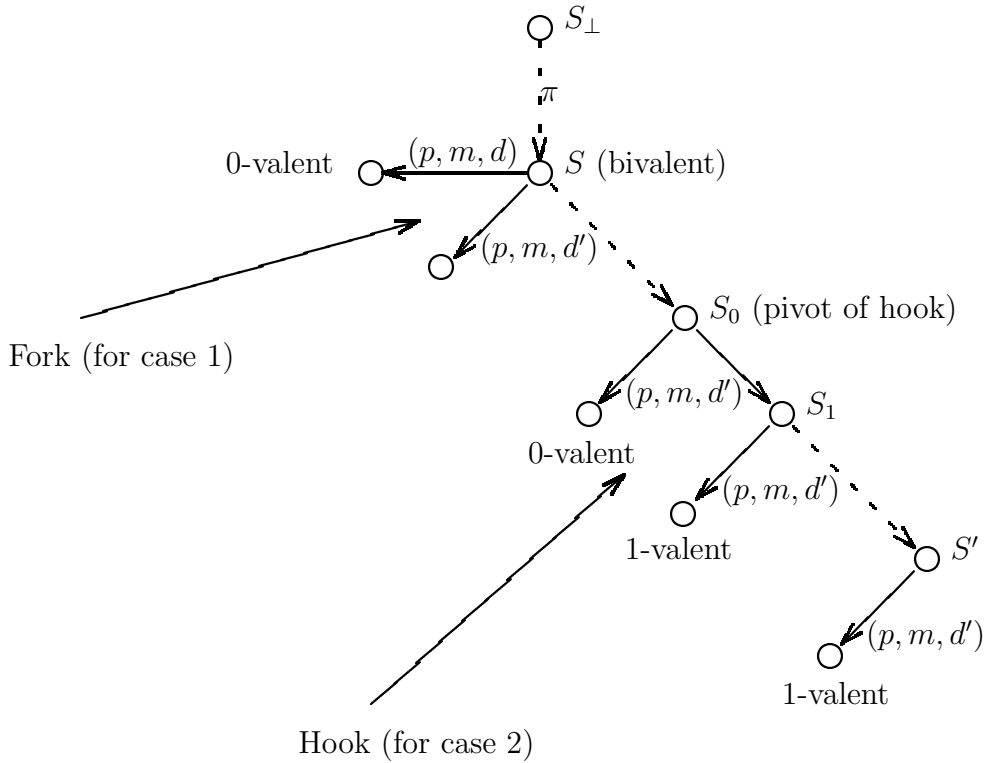 S⊥
π
0-valent
(p, m, d)
S (bivalent)
(p, m, d′)
S₀ (pivot of hook)
Fork (for case 1)
(p, m, d′)
S₁
0-valent
(p, m, d′)
1-valent
S′
(p, m, d′)
1-valent
Hook (for case 2)